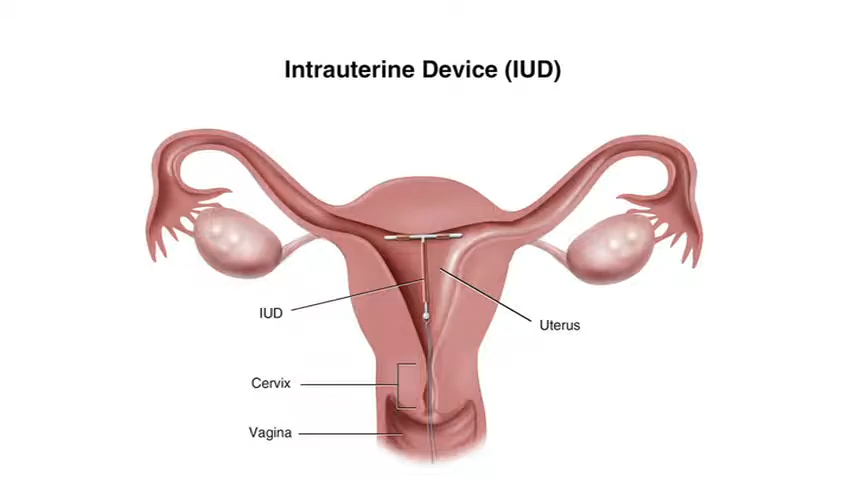 Intrauterine Device (IUD)
IUD
Uterus
Cervix
Vagina